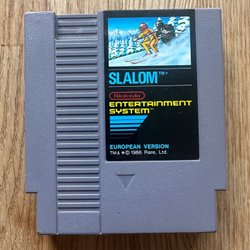 SLALOM™
Nintendo
ENTERTAINMENT
SYSTEM™
EUROPEAN VERSION
TM & © 1986 Rare, Ltd.